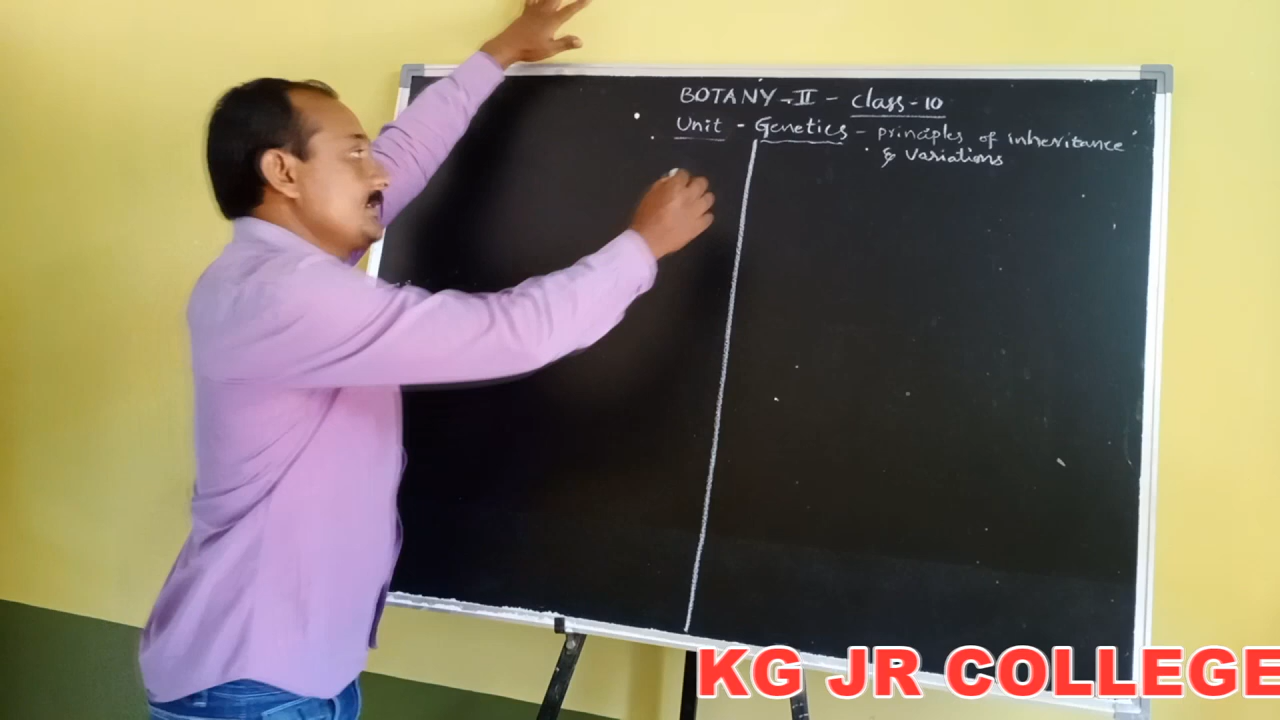 BOTANY - II - Class - 10
Unit - Genetics - principles of inheritance
& Variations
KG JR COLLEGE